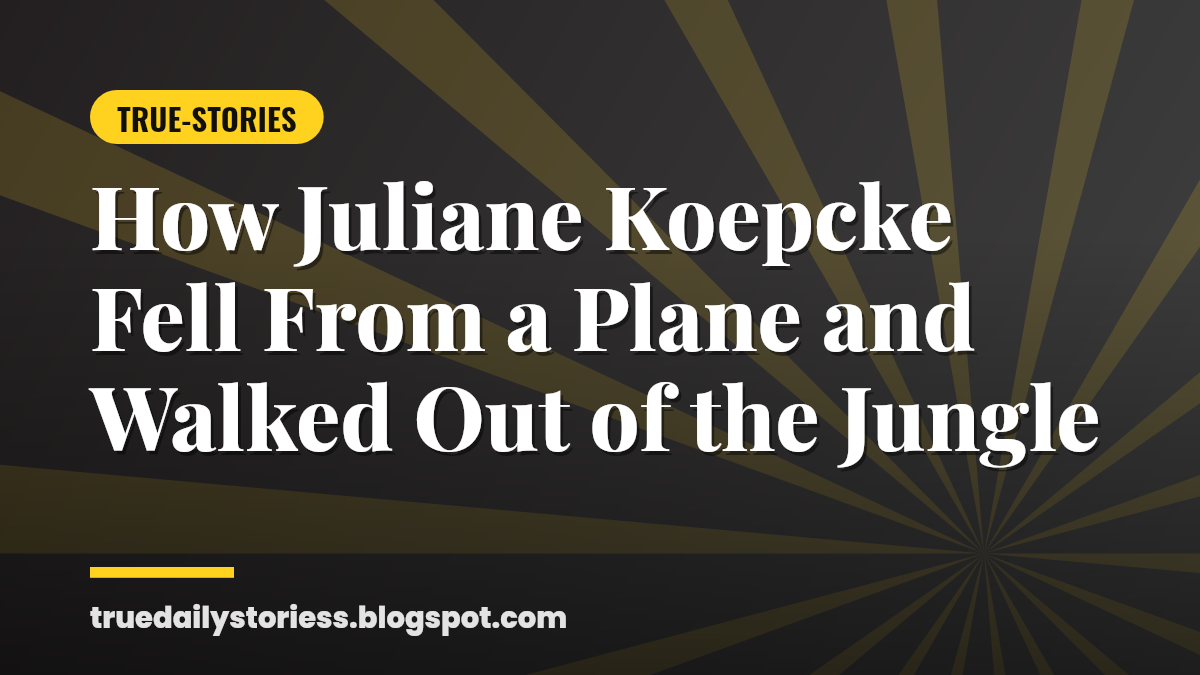 TRUE-STORIES
How Juliane Koepcke
Fell From a Plane and
Walked Out of the Jungle
truedailystoriess.blogspot.com